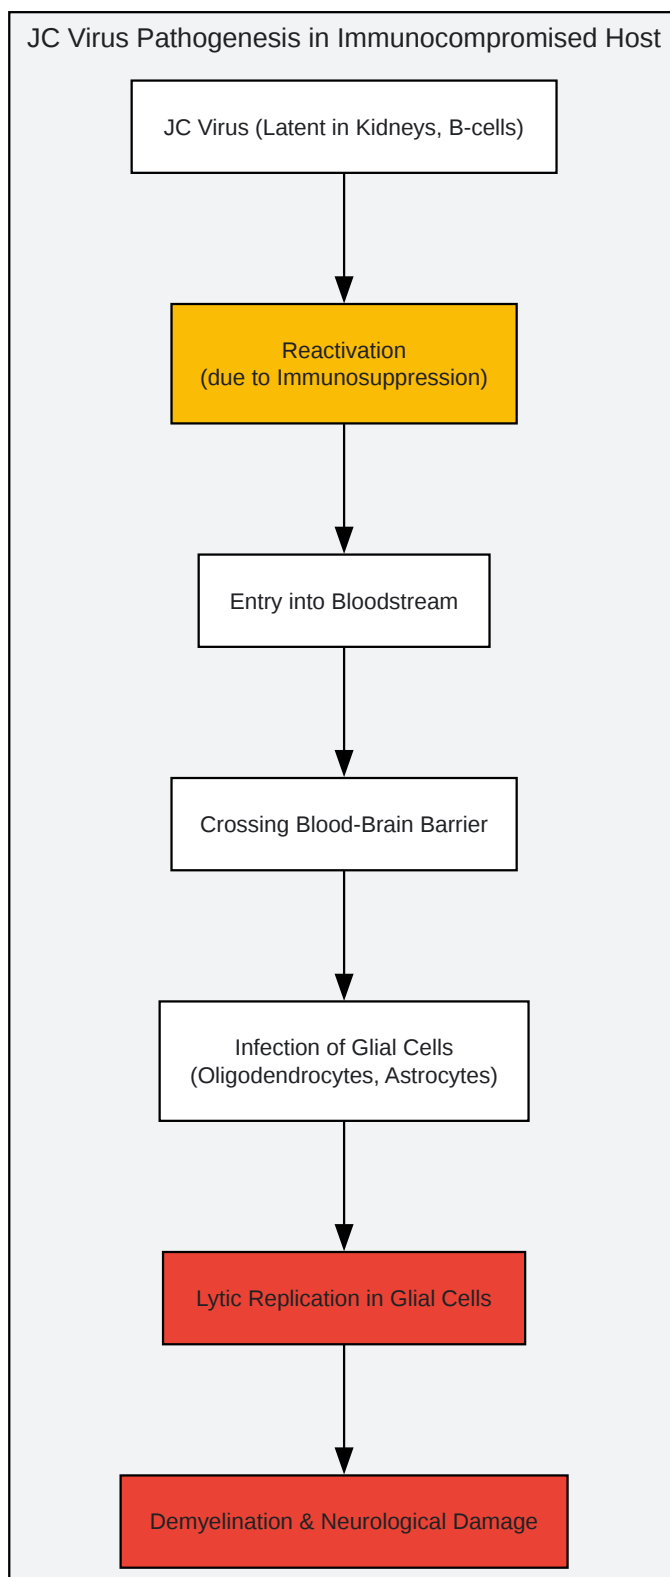 JC Virus Pathogenesis in Immunocompromised Host
JC Virus (Latent in Kidneys, B-cells)
Reactivation
(due to Immunosuppression)
Entry into Bloodstream
Crossing Blood-Brain Barrier
Infection of Glial Cells
(Oligodendrocytes, Astrocytes)
Lytic Replication in Glial Cells
Demyelination & Neurological Damage